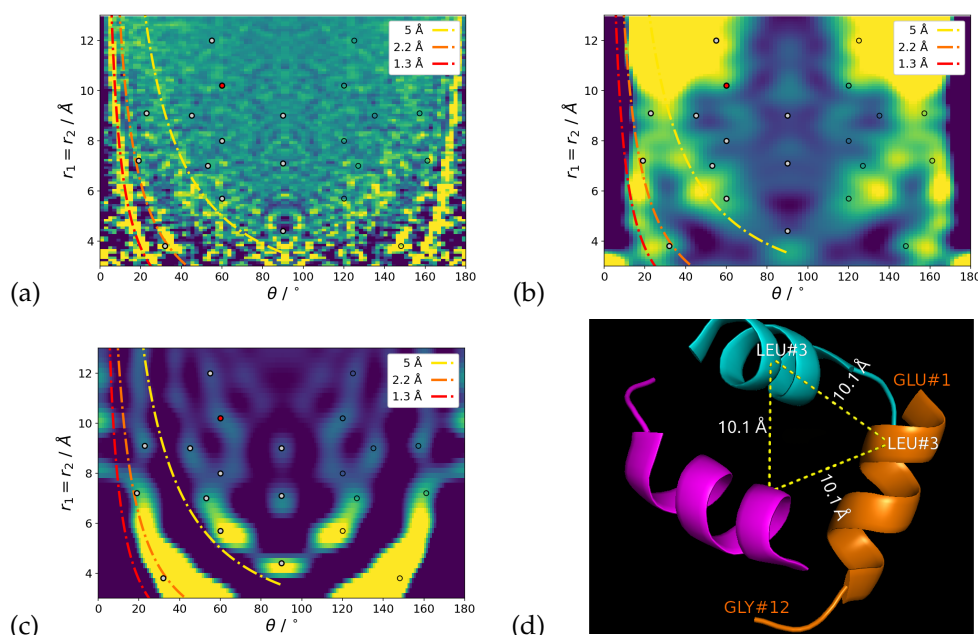 5 Å
2.2 Å
1.3 Å
12
10
8
6
4
r₁ = r₂ / Å
0 20 40 60 80 100 120 140 160 180
θ / °
(a)
5 Å
2.2 Å
1.3 Å
12
10
8
6
4
r₁ = r₂ / Å
0 20 40 60 80 100 120 140 160 180
θ / °
(b)
5 Å
2.2 Å
1.3 Å
12
10
8
6
4
r₁ = r₂ / Å
0 20 40 60 80 100 120 140 160 180
θ / °
(c)
LEU#3
10.1 Å
GLU#1
10.1 Å
LEU#3
10.1 Å
GLY#12
(d)